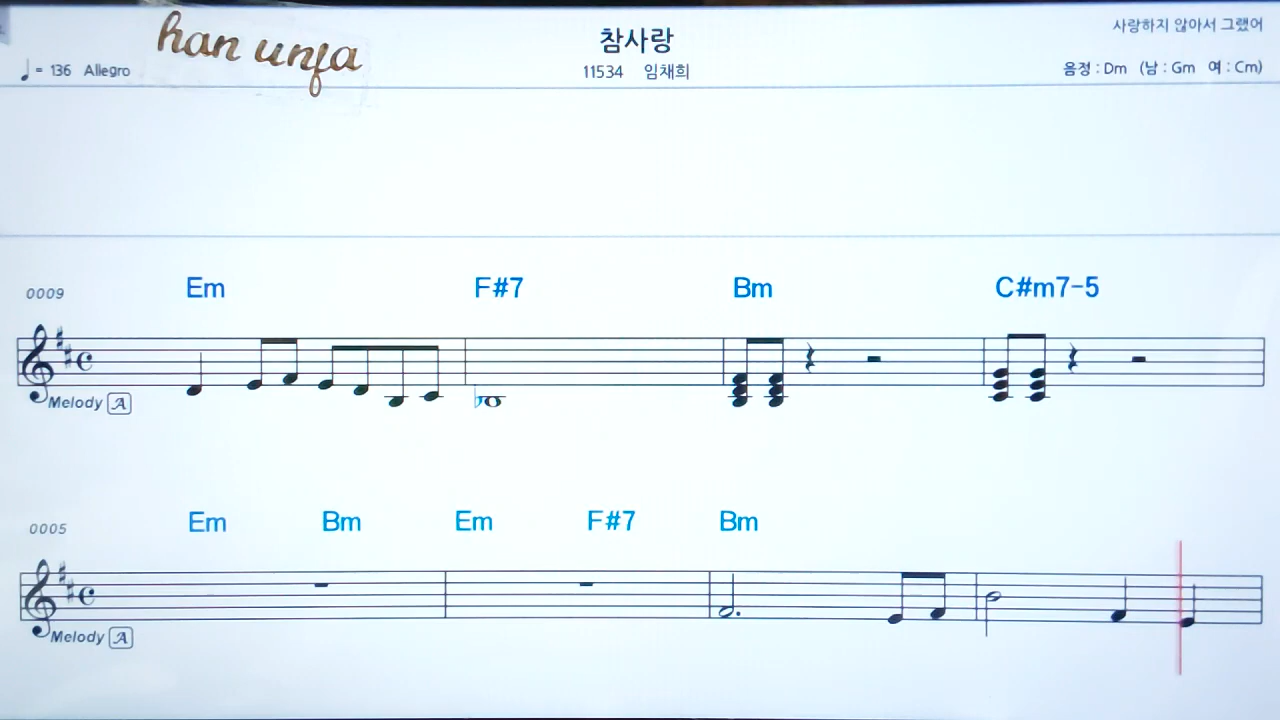 han unja
참사랑
사랑하지 않아서 그랬어
♩ = 136 Allegro
11534 임채희
음정 : Dm (남 : Gm 여 : Cm)
0009
Em F#7 Bm C#m7-5
Melody A
0005
Em Bm Em F#7 Bm
Melody A